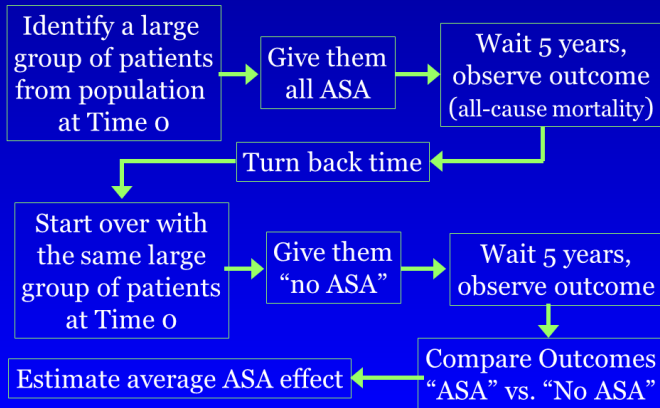 Identify a large
group of patients
from population
at Time 0
Give them
all ASA
Wait 5 years,
observe outcome
(all-cause mortality)
Turn back time
Start over with
the same large
group of patients
at Time 0
Give them
“no ASA”
Wait 5 years,
observe outcome
Compare Outcomes
“ASA” vs. “No ASA”
Estimate average ASA effect